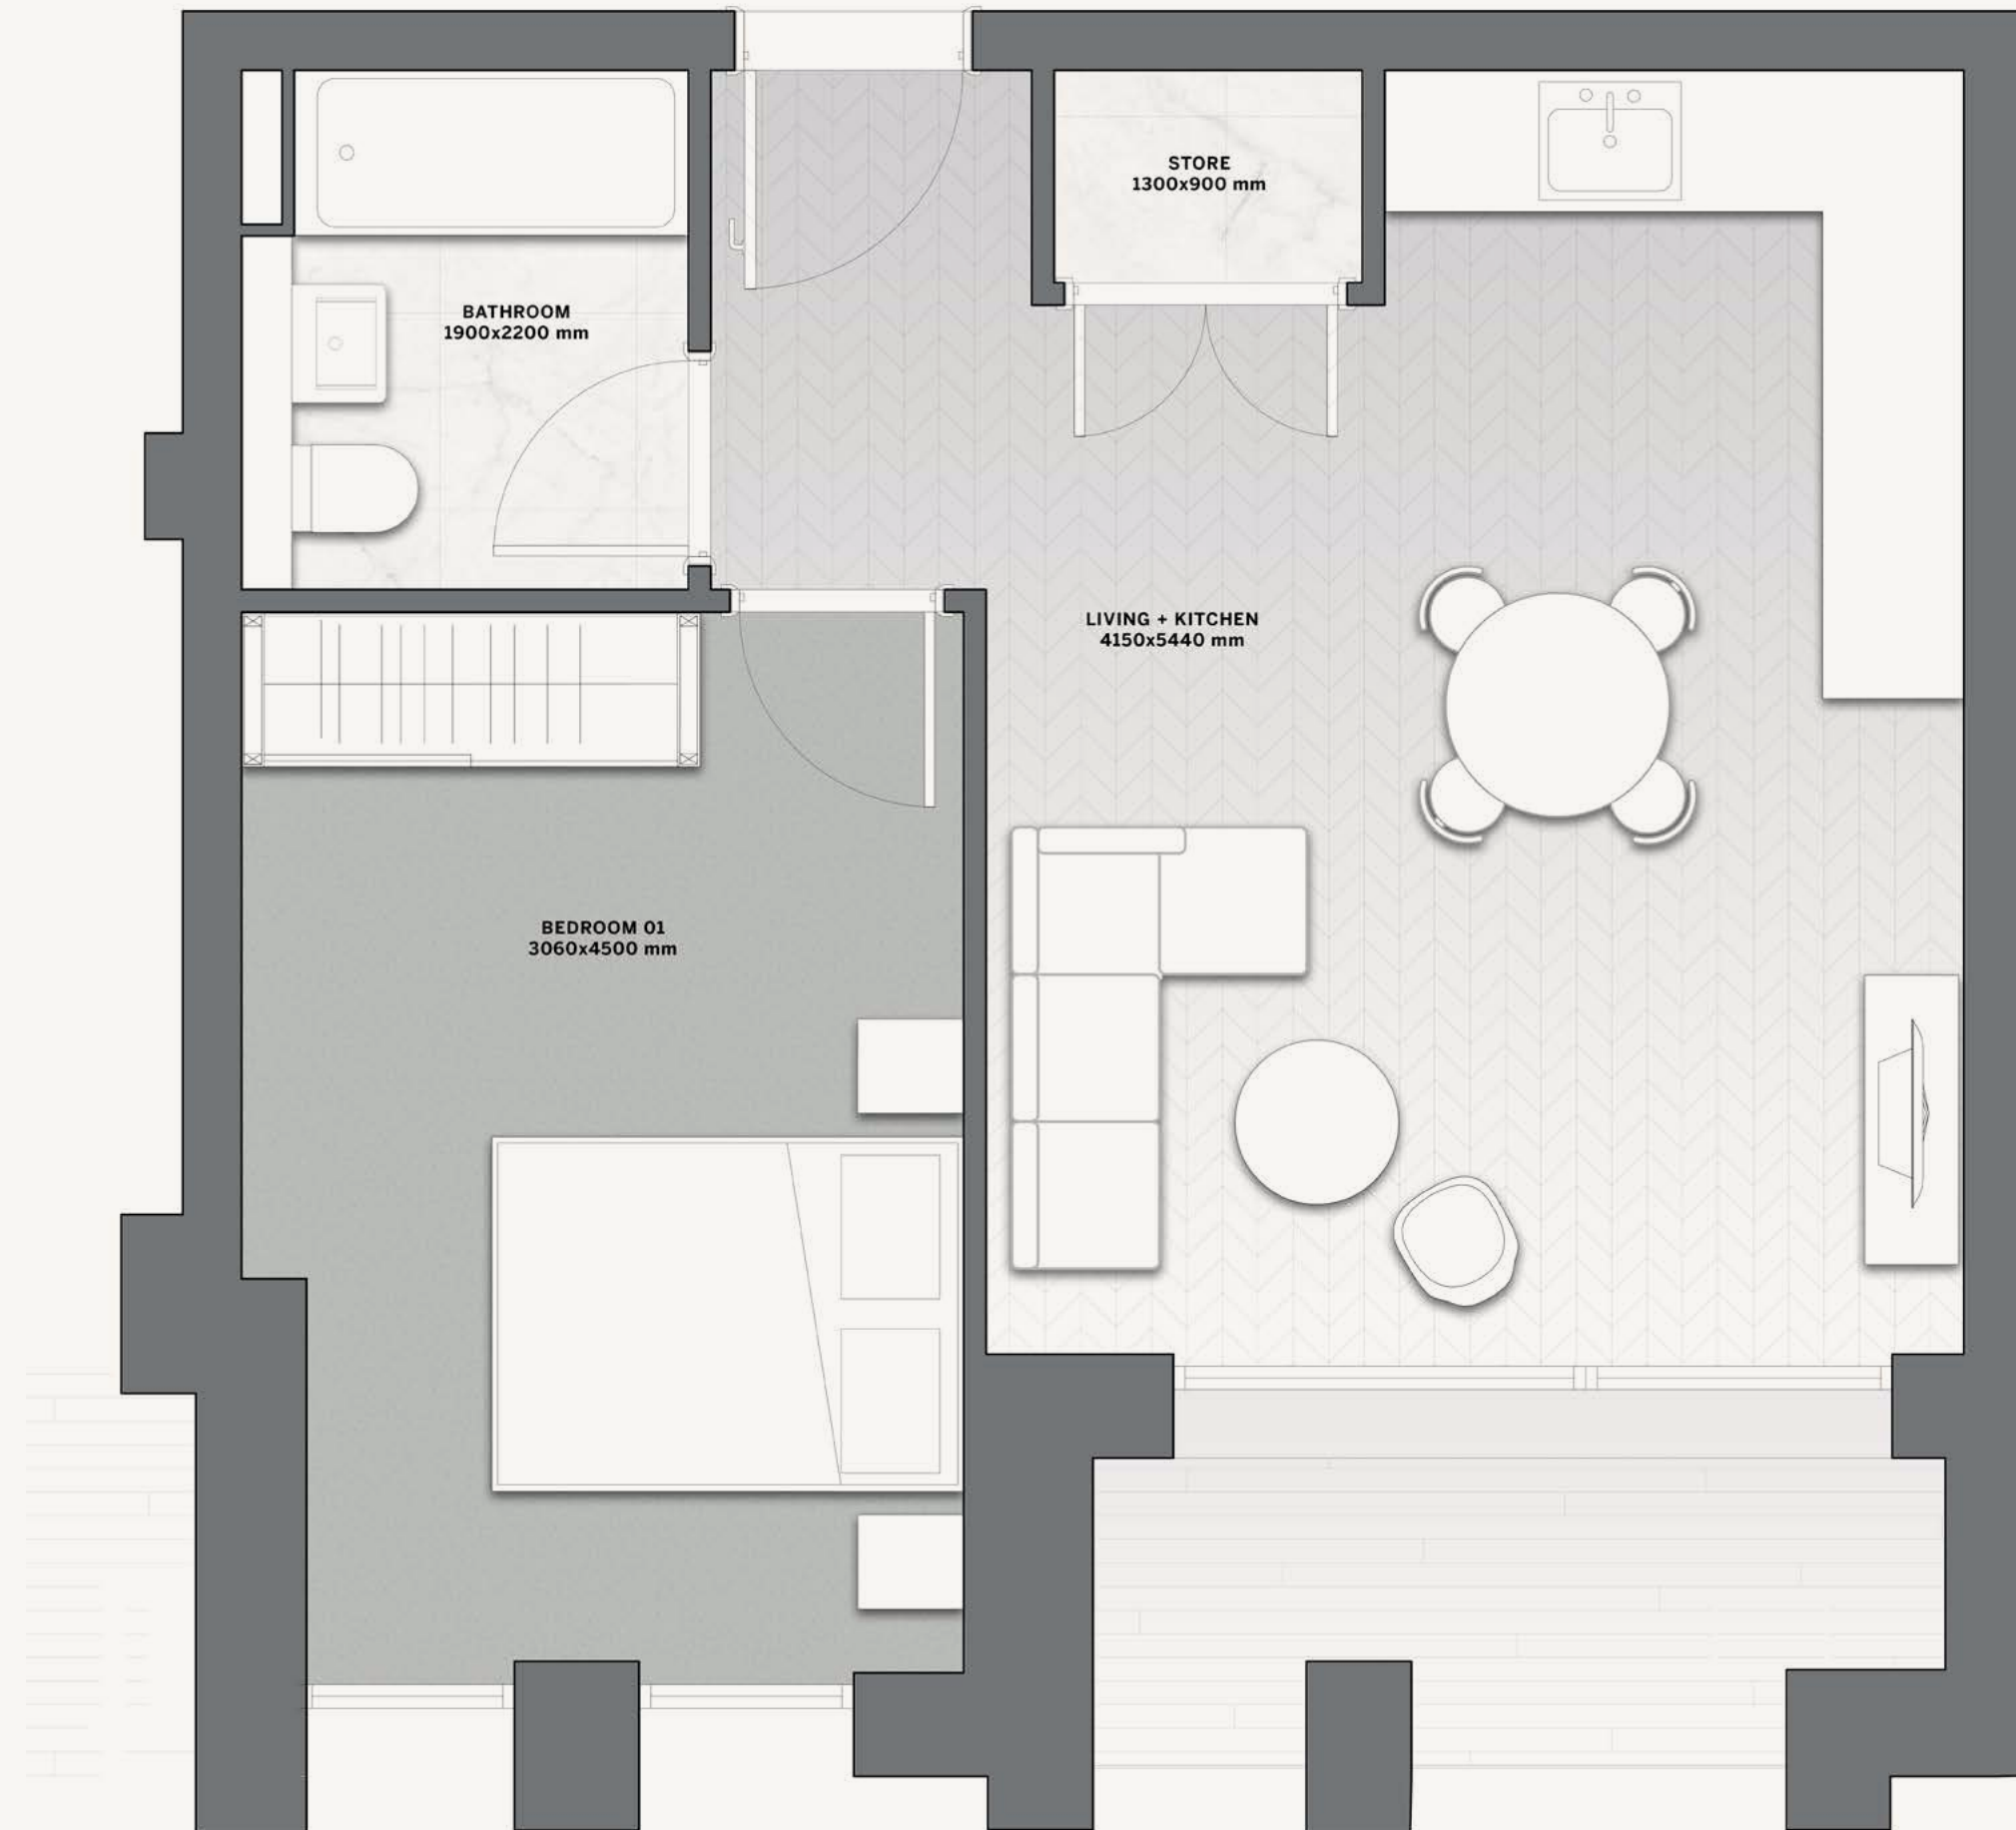 STORE
1300x900 mm
BATHROOM
1900x2200 mm
LIVING + KITCHEN
4150x5440 mm
BEDROOM 01
3060x4500 mm